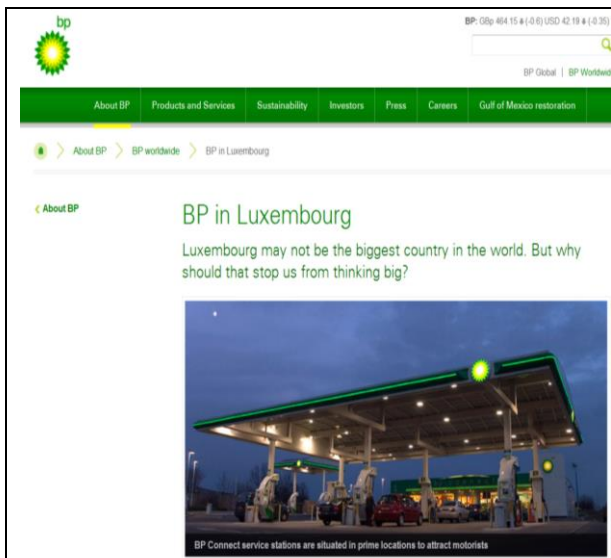 bp
BP: GBp 464.15 (-0.6) USD 42.19 (-0.35)
BP Global | BP Worldwid
About BP Products and Services Sustainability Investors Press Careers Gulf of Mexico restoration
About BP > BP worldwide > BP in Luxembourg
< About BP
BP in Luxembourg
Luxembourg may not be the biggest country in the world. But why
should that stop us from thinking big?
BP Connect service stations are situated in prime locations to attract motorists